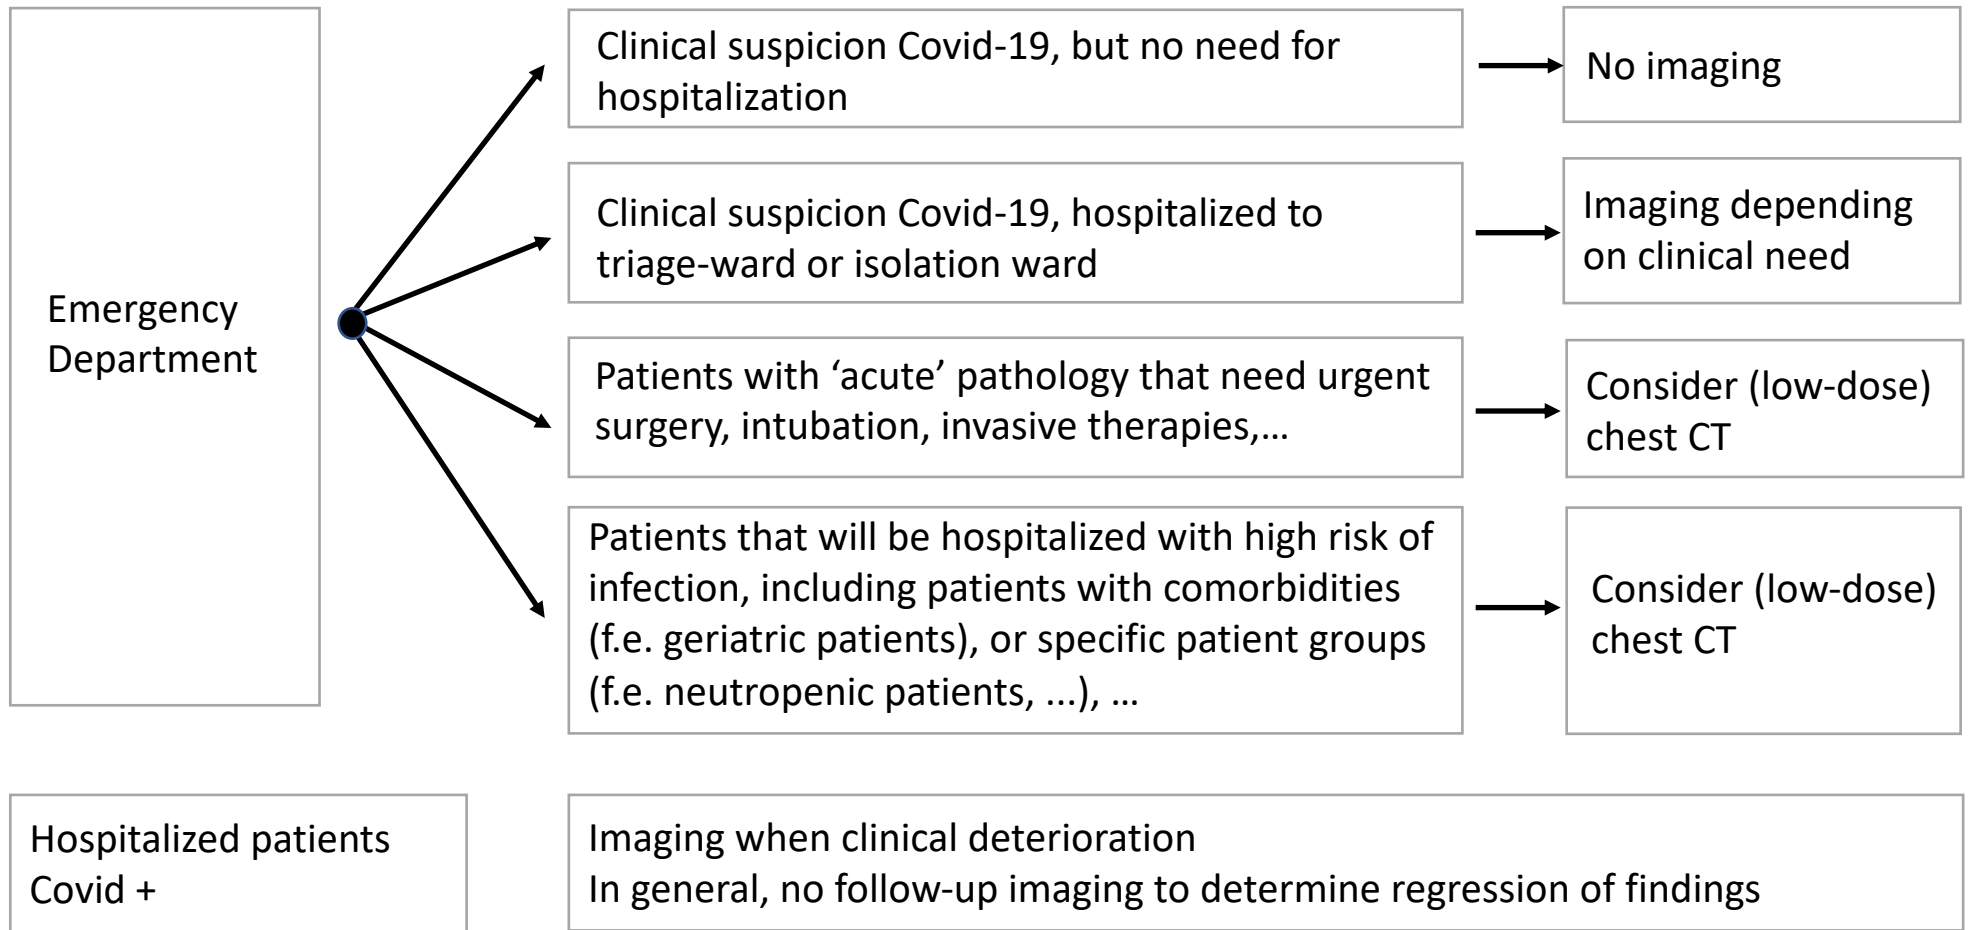 Emergency
Department
Clinical suspicion Covid-19, but no need for
hospitalization
No imaging
Clinical suspicion Covid-19, hospitalized to
triage-ward or isolation ward
Imaging depending
on clinical need
Patients with ‘acute’ pathology that need urgent
surgery, intubation, invasive therapies,…
Consider (low-dose)
chest CT
Patients that will be hospitalized with high risk of
infection, including patients with comorbidities
(f.e. geriatric patients), or specific patient groups
(f.e. neutropenic patients, ...), …
Consider (low-dose)
chest CT
Hospitalized patients
Covid +
Imaging when clinical deterioration
In general, no follow-up imaging to determine regression of findings